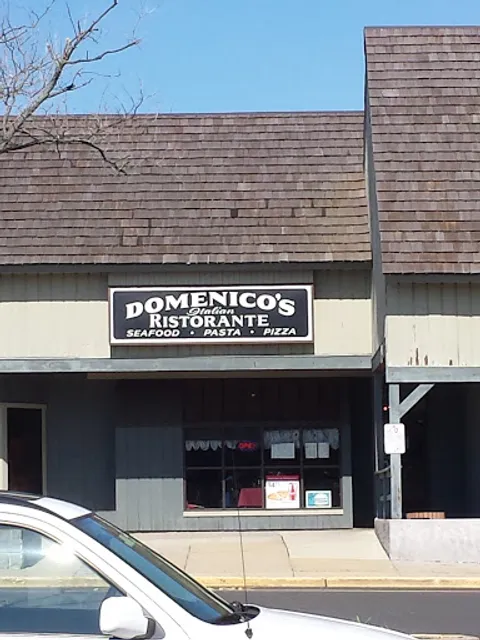 DOMENICO'S
Italian
RISTORANTE
SEAFOOD • PASTA • PIZZA
OPEN